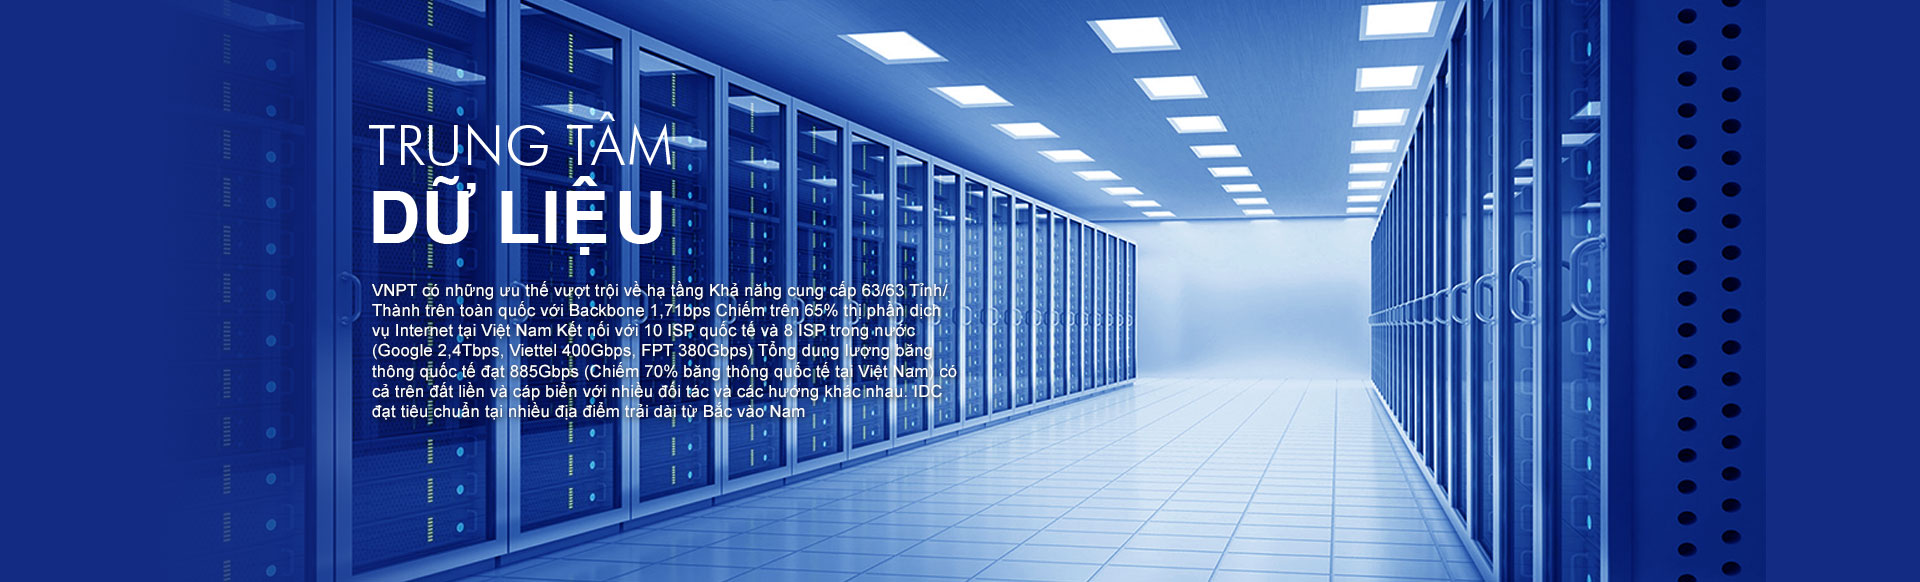 TRUNG TÂM
DỮ LIỆU
VNPT có những ưu thế vượt trội về hạ tầng Khả năng cung cấp 63/63 Tỉnh/
Thành trên toàn quốc với Backbone 1,71bps Chiếm trên 65% thị phần dịch
vụ Internet tại Việt Nam Kết nối với 10 ISP quốc tế và 8 ISP trong nước
(Google 2,4Tbps, Viettel 400Gbps, FPT 380Gbps) Tổng dung lượng băng
thông quốc tế đạt 885Gbps (Chiếm 70% băng thông quốc tế tại Việt Nam) có
cả trên đất liền và cáp biển với nhiều đối tác và các hướng khác nhau. IDC
đạt tiêu chuẩn tại nhiều địa điểm trải dài từ Bắc vào Nam